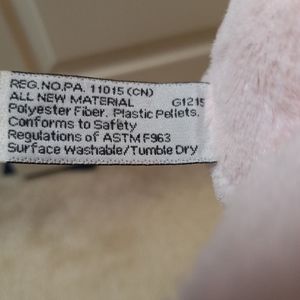 REG.NO.PA. 11015 (CN)
ALL NEW MATERIAL G1215
Polyester Fiber. Plastic Pellets.
Conforms to Safety
Regulations of ASTM F963
Surface Washable/Tumble Dry